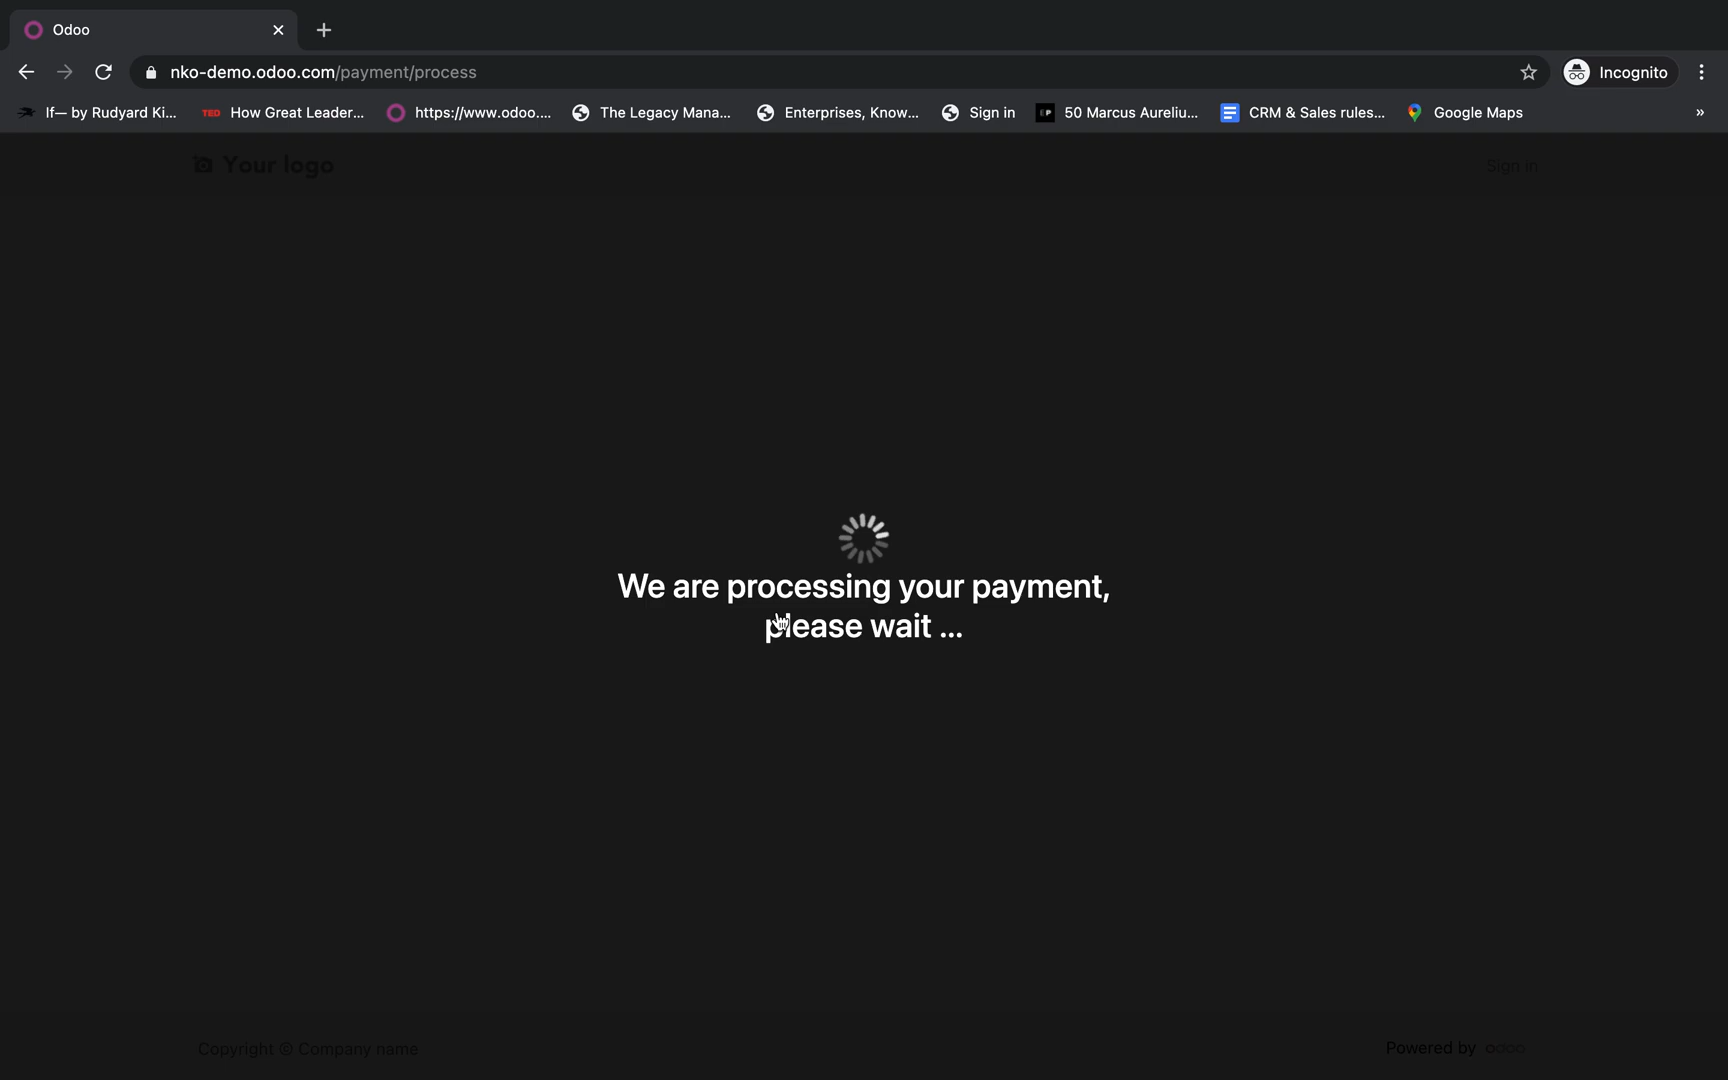 Odoo
nko-demo.odoo.com/payment/process
Incognito
If— by Rudyard Ki...
TED How Great Leader...
https://www.odoo....
The Legacy Mana...
Enterprises, Know...
Sign in
50 Marcus Aureliu...
CRM & Sales rules...
Google Maps
»
Your logo
Sign in
We are processing your payment,
please wait ...
Copyright © Company name
Powered by odoo